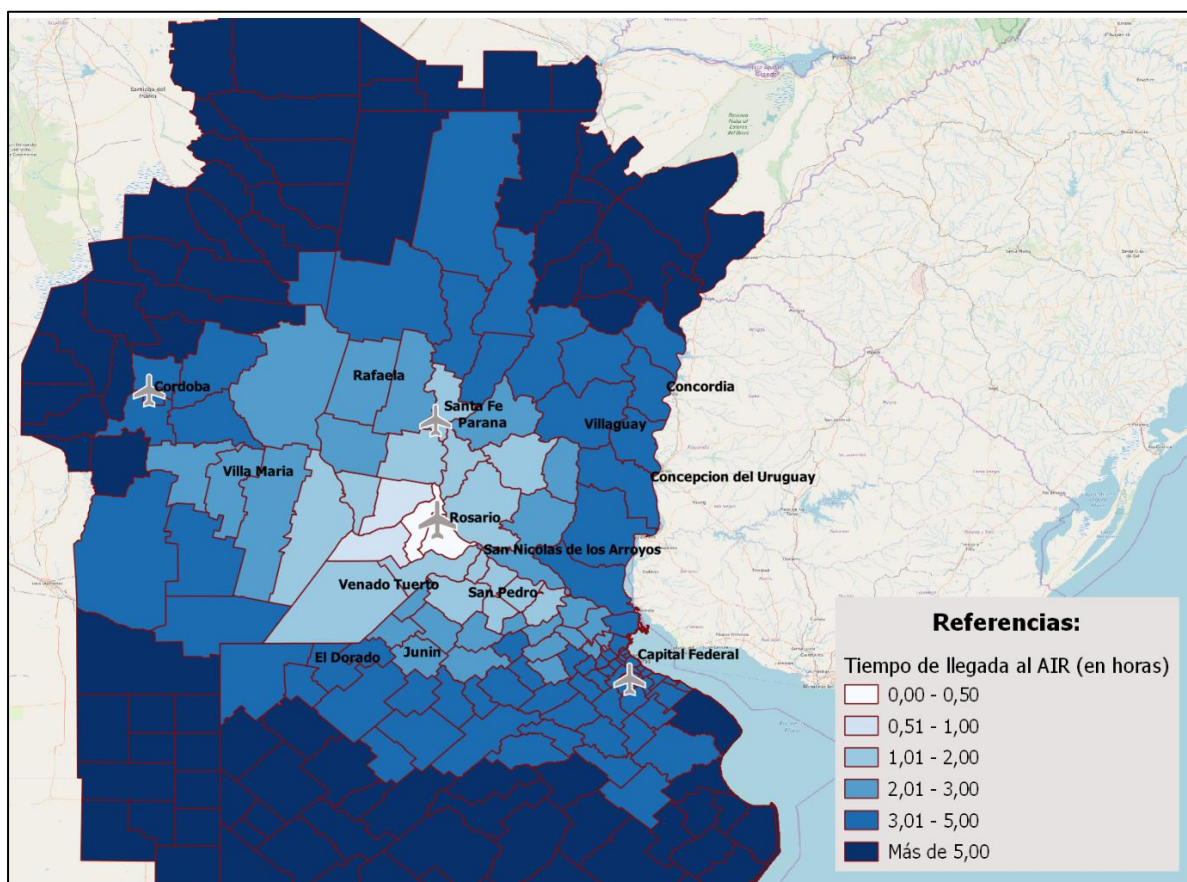 Cordoba
Rafaela
Concordia
Santa Fe
Parana
Villaguay
Villa Maria
Concepcion del Uruguay
Rosario
San Nicolas de los Arroyos
Venado Tuerto
San Pedro
El Dorado
Junin
Capital Federal
Referencias:
Tiempo de llegada al AIR (en horas)
0,00 - 0,50
0,51 - 1,00
1,01 - 2,00
2,01 - 3,00
3,01 - 5,00
Más de 5,00